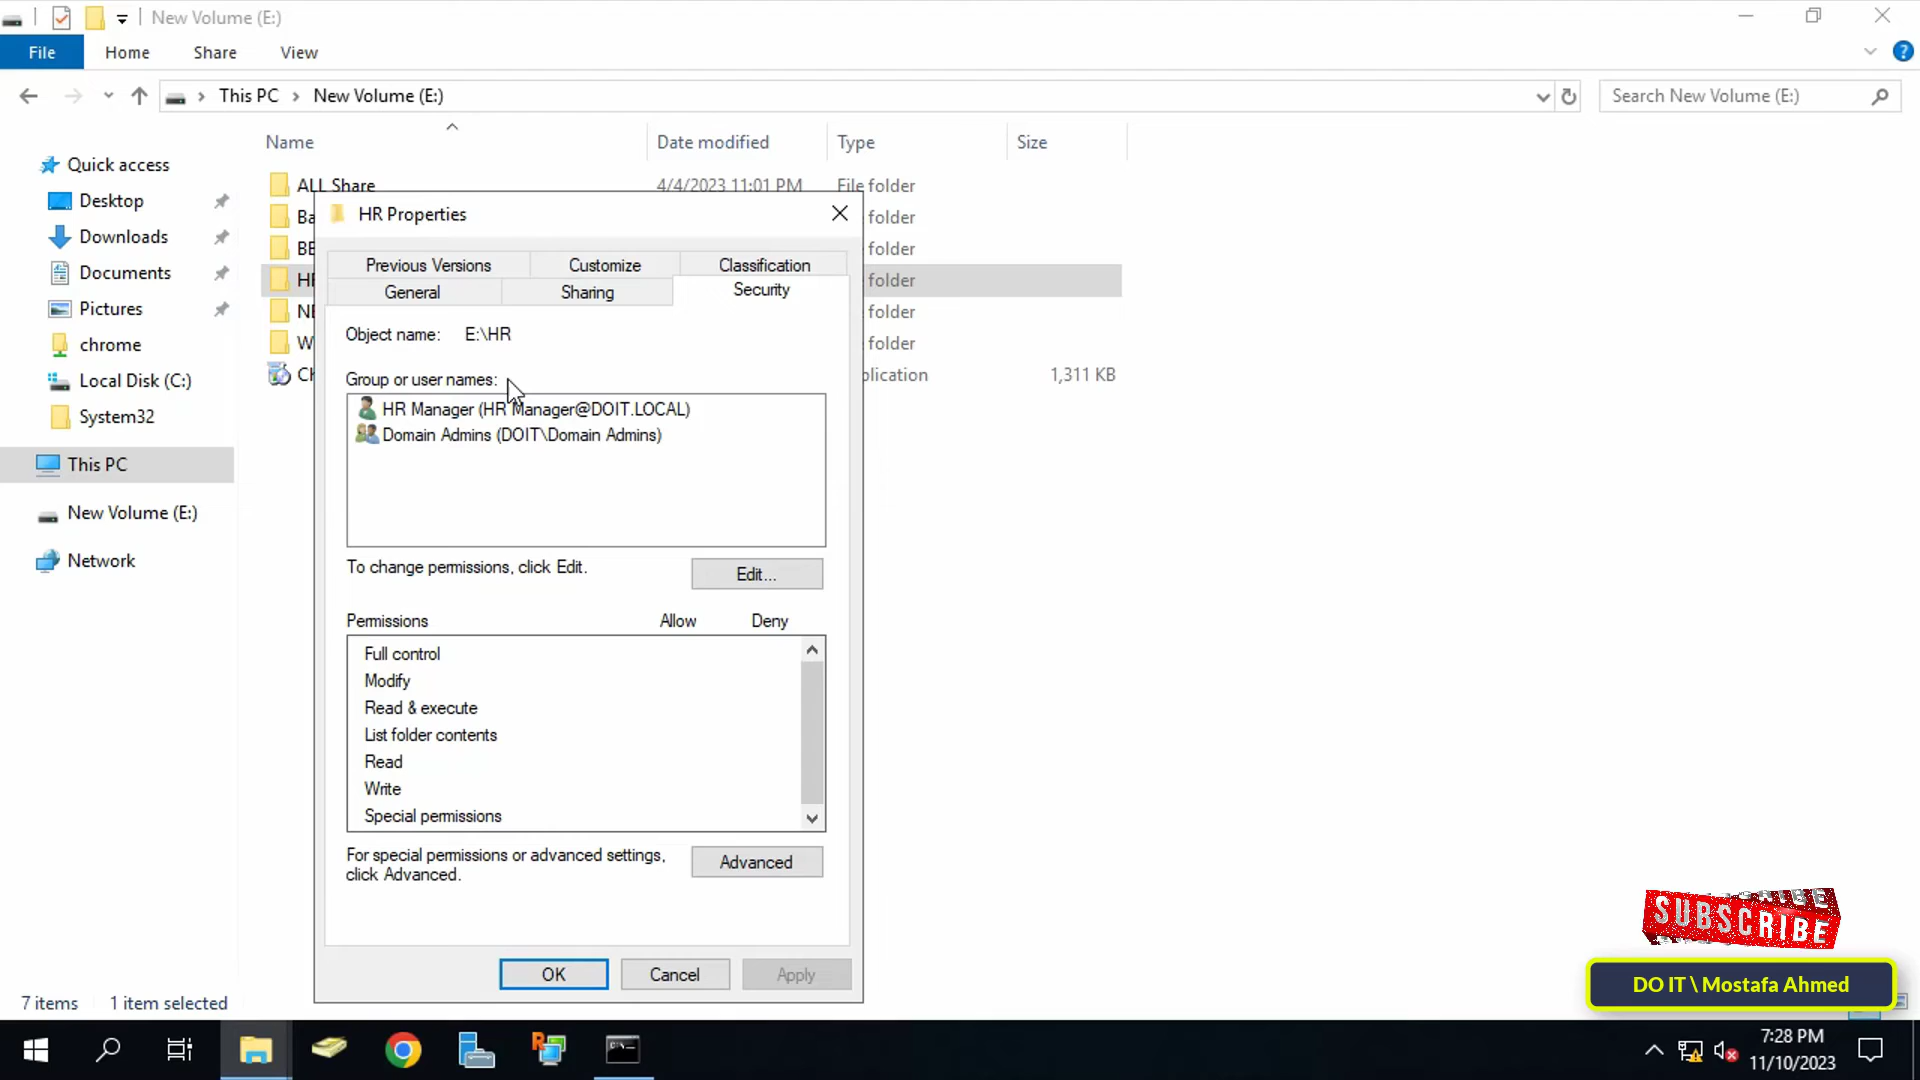 New Volume (E:)
File Home Share View
This PC New Volume (E:)
Search New Volume (E:)
Name Date modified Type Size
Quick access
Desktop
Downloads
Documents
Pictures
chrome
Local Disk (C:)
System32
This PC
New Volume (E:)
Network
ALL Share 4/4/2023 11:01 PM File folder
Ba folder
BE folder
HR folder
NE folder
W folder
Ch plication 1,311 KB
HR Properties
Previous Versions Customize Classification
General Sharing Security
Object name: E:\HR
Group or user names:
HR Manager (HR Manager@DOIT.LOCAL)
Domain Admins (DOIT\Domain Admins)
To change permissions, click Edit.
Edit...
Permissions Allow Deny
Full control
Modify
Read & execute
List folder contents
Read
Write
Special permissions
For special permissions or advanced settings,
click Advanced.
Advanced
OK Cancel Apply
7 items 1 item selected
SUBSCRIBE
DO IT \ Mostafa Ahmed
7:28 PM
11/10/2023